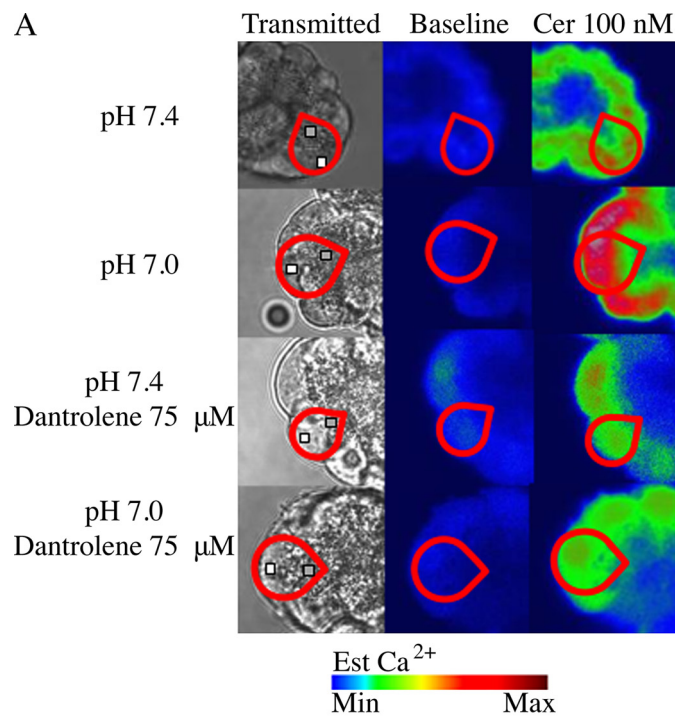 A
Transmitted Baseline Cer 100 nM
pH 7.4
pH 7.0
pH 7.4
Dantrolene 75 μM
pH 7.0
Dantrolene 75 μM
Est Ca²⁺
Min Max